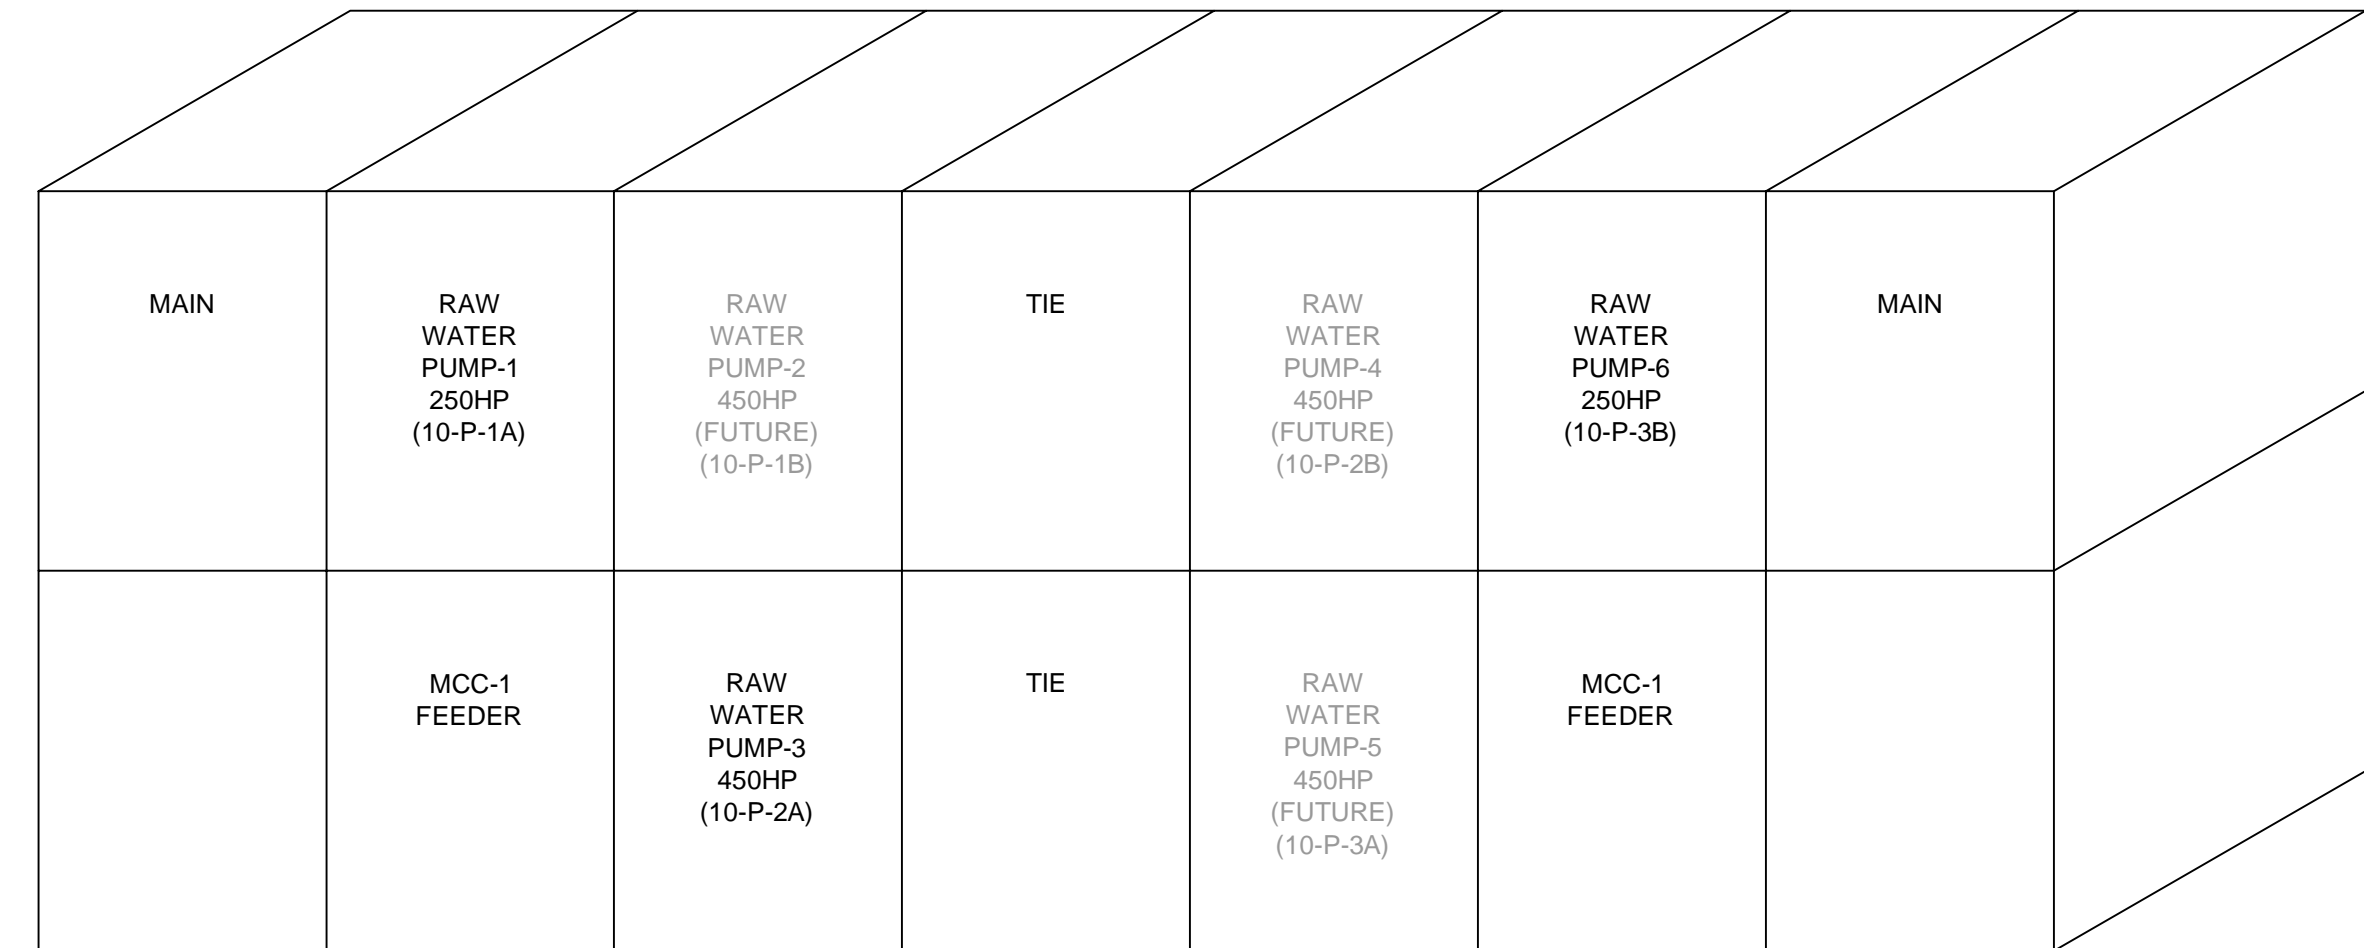 MAIN
RAW
WATER
PUMP-1
250HP
(10-P-1A)
RAW
WATER
PUMP-2
450HP
(FUTURE)
(10-P-1B)
TIE
RAW
WATER
PUMP-4
450HP
(FUTURE)
(10-P-2B)
RAW
WATER
PUMP-6
250HP
(10-P-3B)
MAIN
MCC-1
FEEDER
RAW
WATER
PUMP-3
450HP
(10-P-2A)
TIE
RAW
WATER
PUMP-5
450HP
(FUTURE)
(10-P-3A)
MCC-1
FEEDER